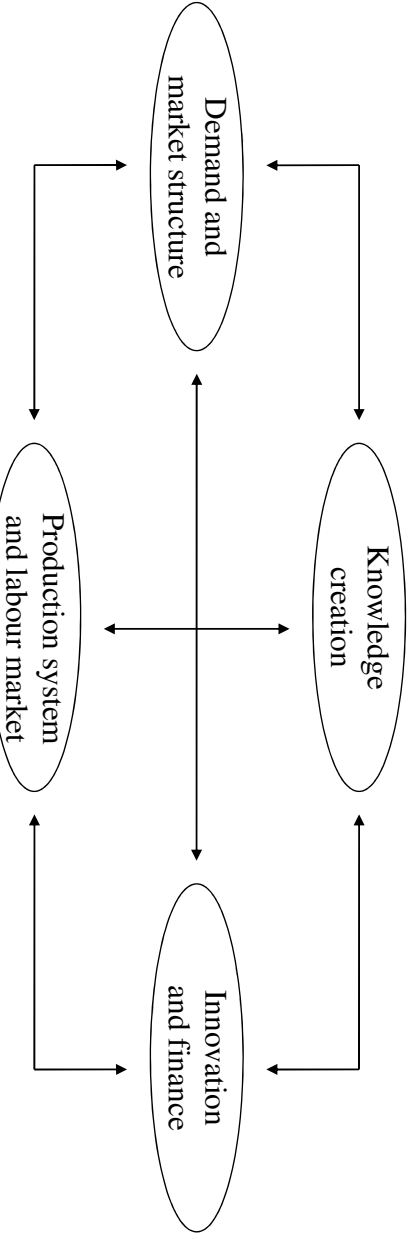 Knowledge
creation
Demand and
market structure
Innovation
and finance
Production system
and labour market